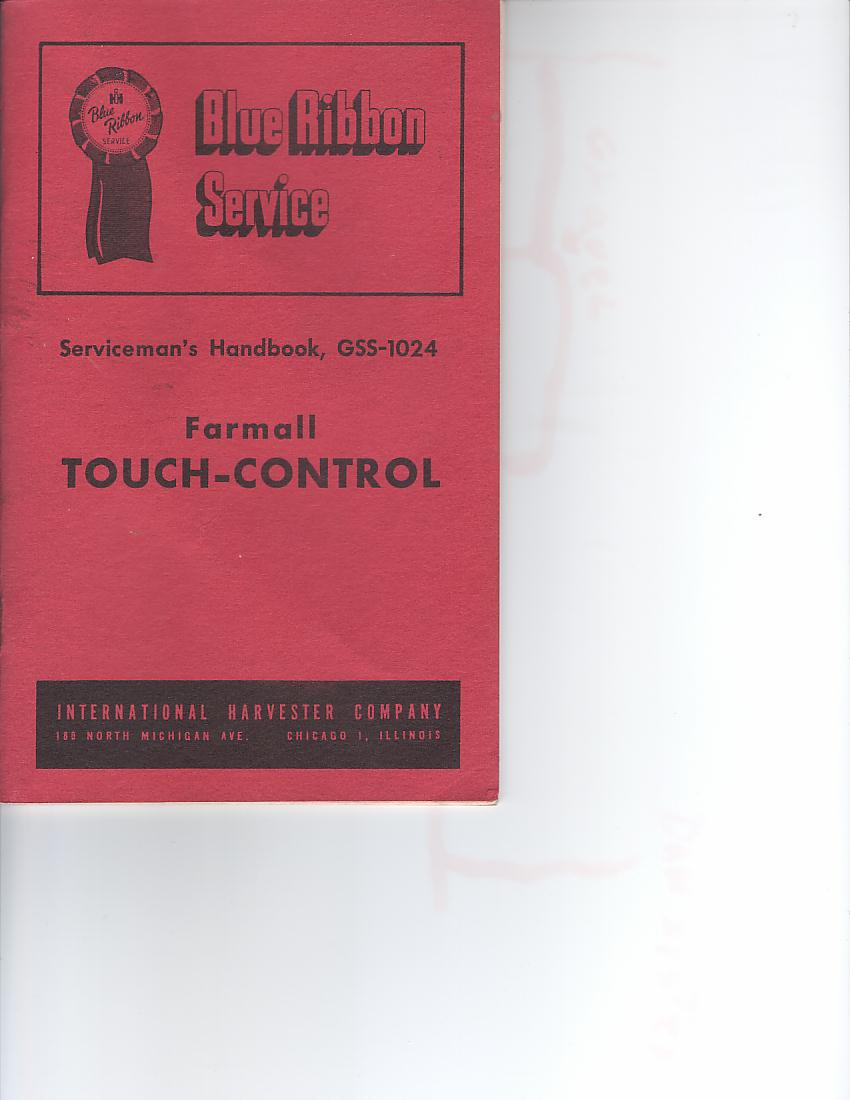 IH
Blue
Ribbon
SERVICE
Blue Ribbon
Service
Serviceman's Handbook, GSS-1024
Farmall
TOUCH-CONTROL
INTERNATIONAL HARVESTER COMPANY
180 NORTH MICHIGAN AVE. CHICAGO 1, ILLINOIS